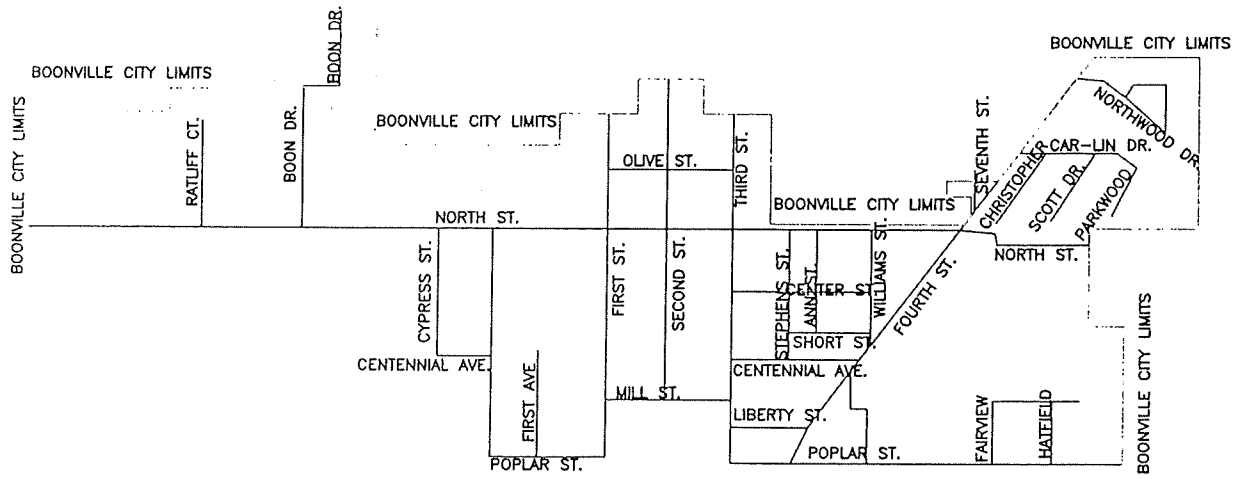 BOON DR.
BOONVILLE CITY LIMITS
BOONVILLE CITY LIMITS
BOONVILLE CITY LIMITS
RATLIFF CT.
BOON DR.
BOONVILLE CITY LIMITS
OLIVE ST.
THIRD ST.
SEVENTH ST.
NORTHWOOD DR.
CAR-LIN DR.
CHRISTOPHER
SCOTT DR.
PARKWOOD
BOONVILLE CITY LIMITS
NORTH ST.
NORTH ST.
CYPRESS ST.
FIRST ST.
SECOND ST.
STEPHENS ST.
ANN ST.
CENTER ST.
WILLIAMS ST.
FOURTH ST.
SHORT ST.
CENTENNIAL AVE.
CENTENNIAL AVE.
BOONVILLE CITY LIMITS
FIRST AVE.
MILL ST.
LIBERTY ST.
FAIRVIEW
HATFIELD
POPLAR ST.
POPLAR ST.